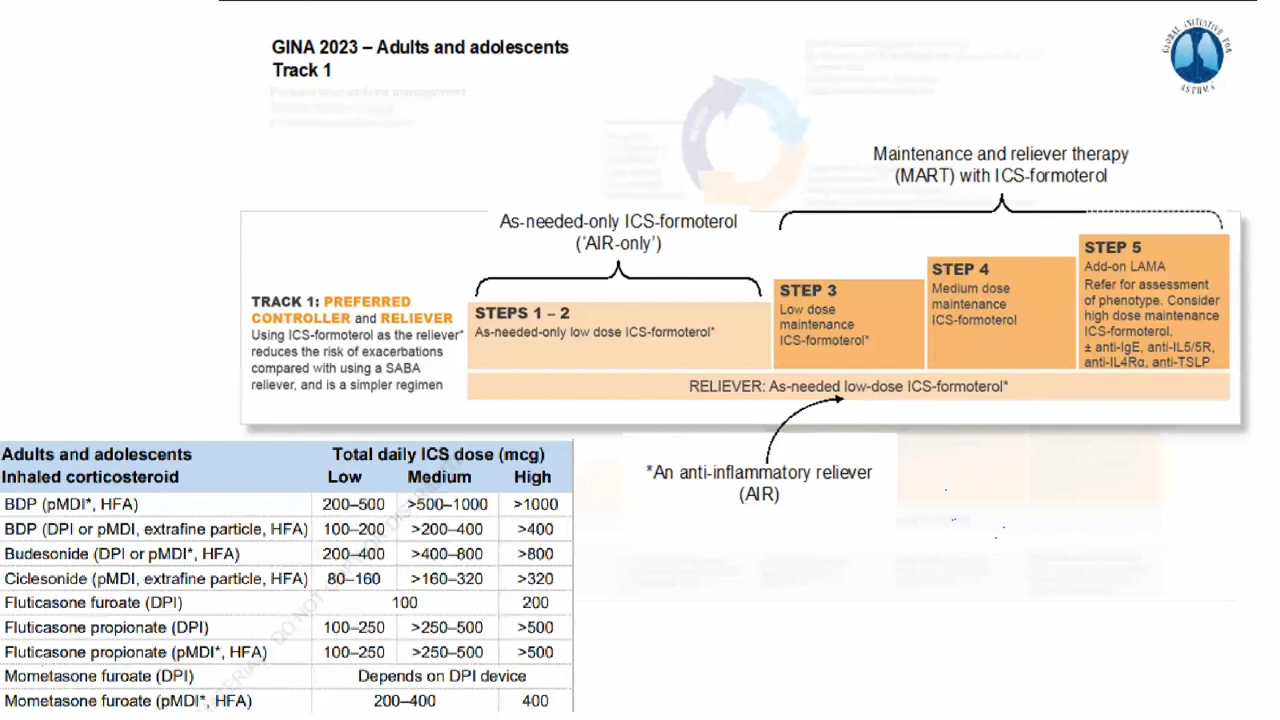 GINA 2023 – Adults and adolescents
Track 1
GLOBAL INITIATIVE FOR
ASTHMA
Maintenance and reliever therapy
(MART) with ICS-formoterol
As-needed-only ICS-formoterol
('AIR-only')
TRACK 1: PREFERRED
CONTROLLER and RELIEVER
Using ICS-formoterol as the reliever*
reduces the risk of exacerbations
compared with using a SABA
reliever, and is a simpler regimen
STEPS 1 – 2
As-needed-only low dose ICS-formoterol*
STEP 3
Low dose
maintenance
ICS-formoterol*
STEP 4
Medium dose
maintenance
ICS-formoterol
STEP 5
Add-on LAMA
Refer for assessment
of phenotype. Consider
high dose maintenance
ICS-formoterol,
± anti-IgE, anti-IL5/5R,
anti-IL4Rα, anti-TSLP
RELIEVER: As-needed low-dose ICS-formoterol*
*An anti-inflammatory reliever
(AIR)
Adults and adolescents Total daily ICS dose (mcg)
Inhaled corticosteroid Low Medium High
BDP (pMDI*, HFA) 200–500 >500–1000 >1000
BDP (DPI or pMDI, extrafine particle, HFA) 100–200 >200–400 >400
Budesonide (DPI or pMDI*, HFA) 200–400 >400–800 >800
Ciclesonide (pMDI, extrafine particle, HFA) 80–160 >160–320 >320
Fluticasone furoate (DPI) 100 200
Fluticasone propionate (DPI) 100–250 >250–500 >500
Fluticasone propionate (pMDI*, HFA) 100–250 >250–500 >500
Mometasone furoate (DPI) Depends on DPI device
Mometasone furoate (pMDI*, HFA) 200–400 400